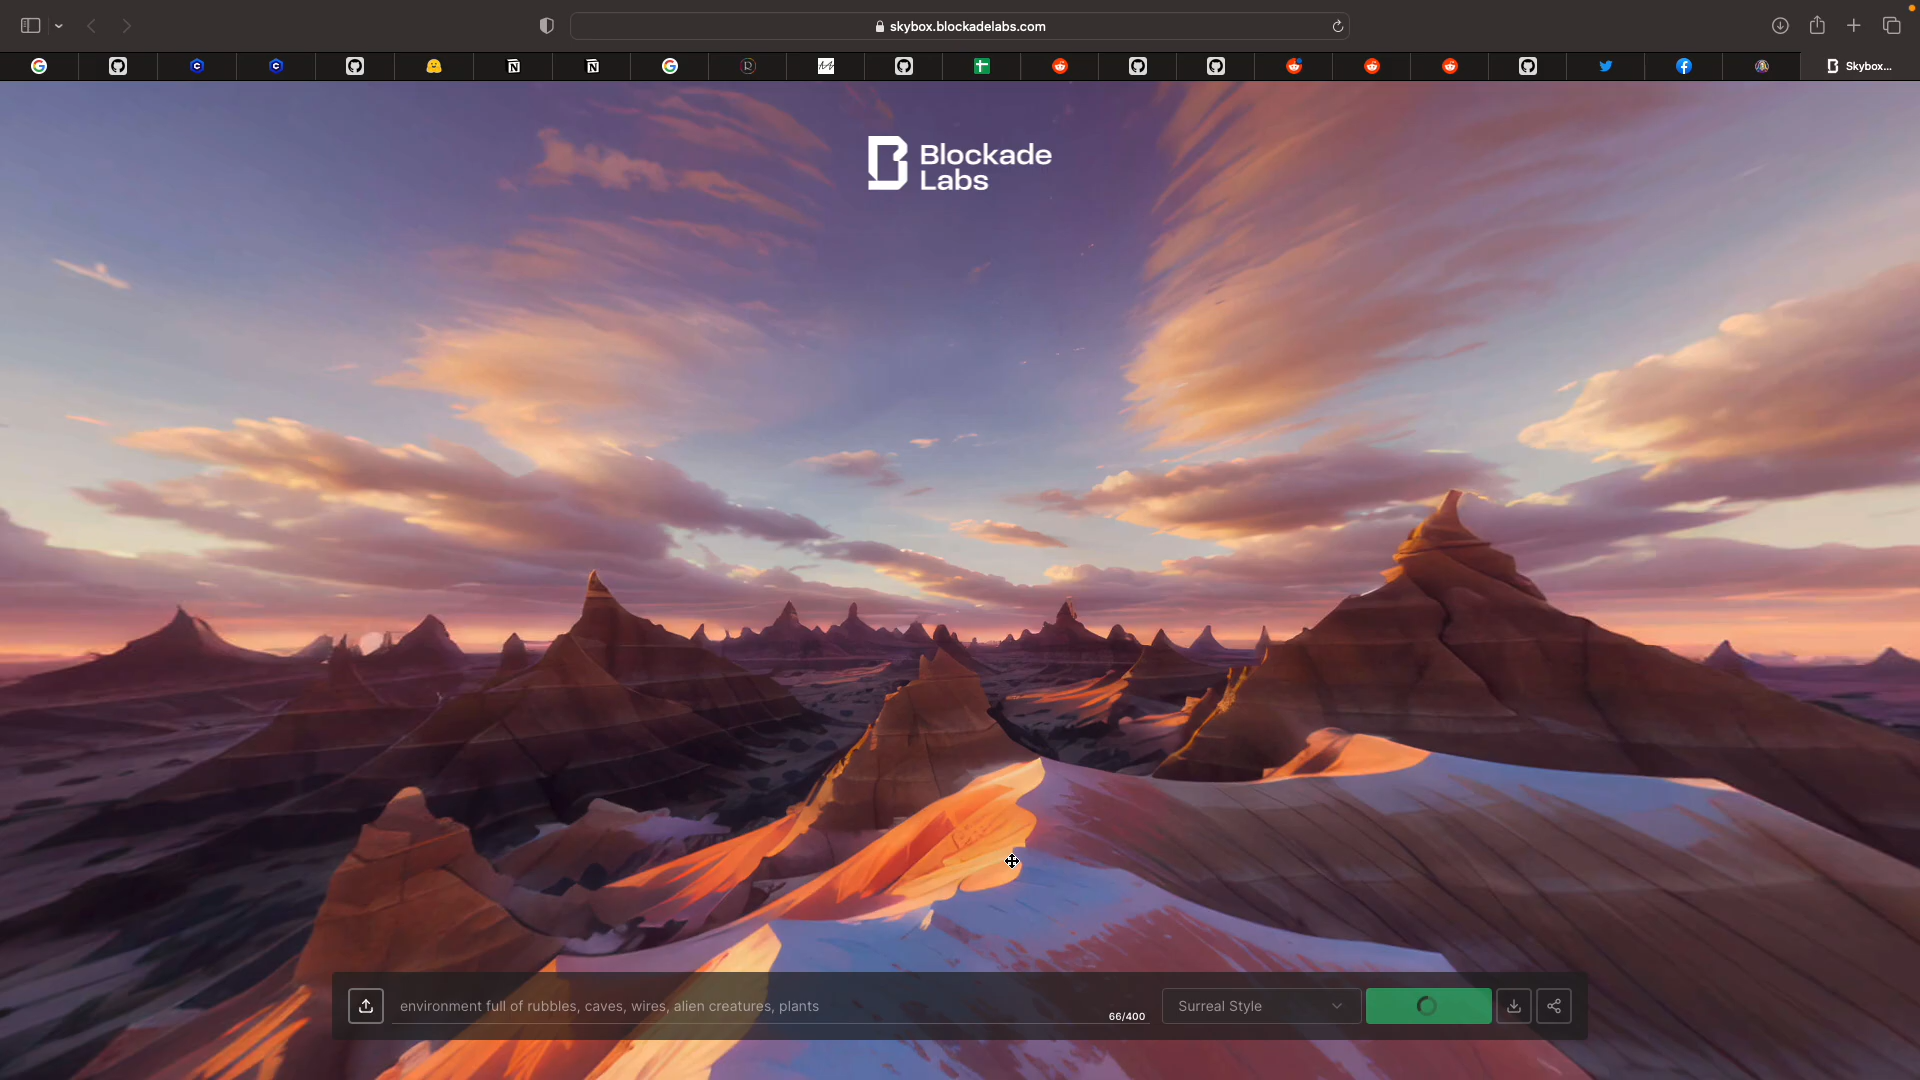 skybox.blockadelabs.com
Skybox...
Blockade
Labs
environment full of rubbles, caves, wires, alien creatures, plants
66/400
Surreal Style